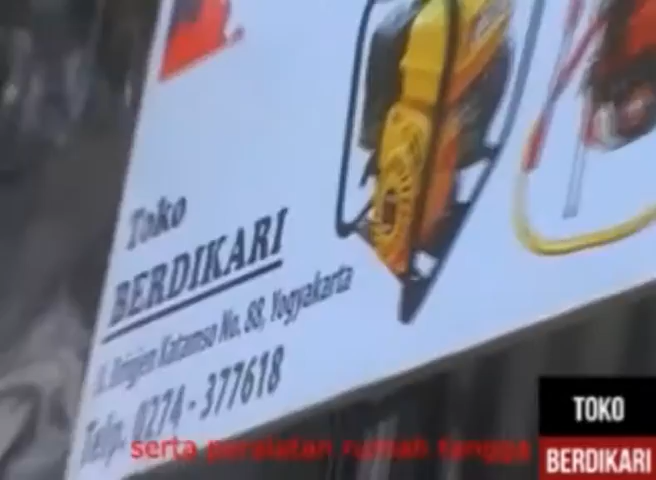 Toko
BERDIKARI
Jl. Brigjen Katamso No. 88, Yogyakarta
Telp. 0274 - 377618
serta peralatan rumah tangga
TOKO
BERDIKARI